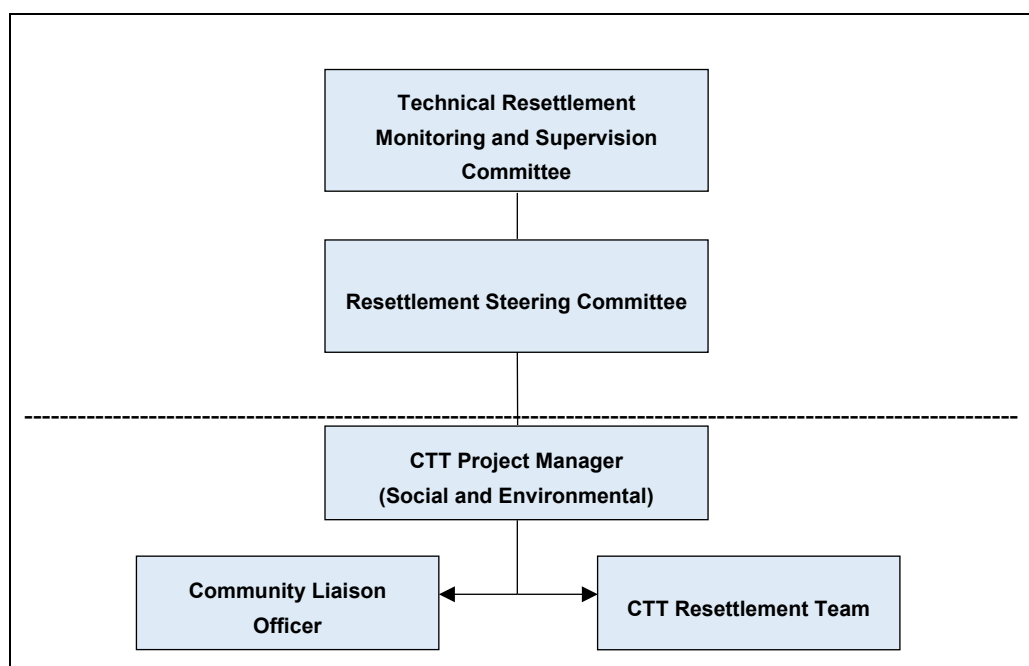 Technical Resettlement
Monitoring and Supervision
Committee
Resettlement Steering Committee
CTT Project Manager
(Social and Environmental)
Community Liaison
Officer
CTT Resettlement Team